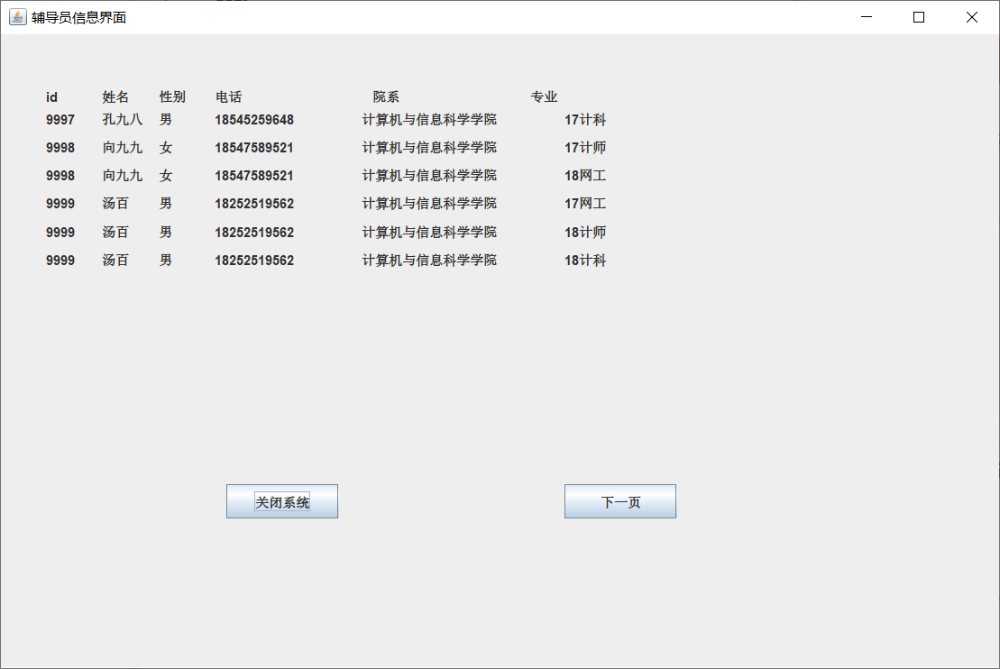 辅导员信息界面
id 姓名 性别 电话 院系 专业
9997 孔九八 男 18545259648 计算机与信息科学学院 17计科
9998 向九九 女 18547589521 计算机与信息科学学院 17计师
9998 向九九 女 18547589521 计算机与信息科学学院 18网工
9999 汤百 男 18252519562 计算机与信息科学学院 17网工
9999 汤百 男 18252519562 计算机与信息科学学院 18计师
9999 汤百 男 18252519562 计算机与信息科学学院 18计科
关闭系统 下一页